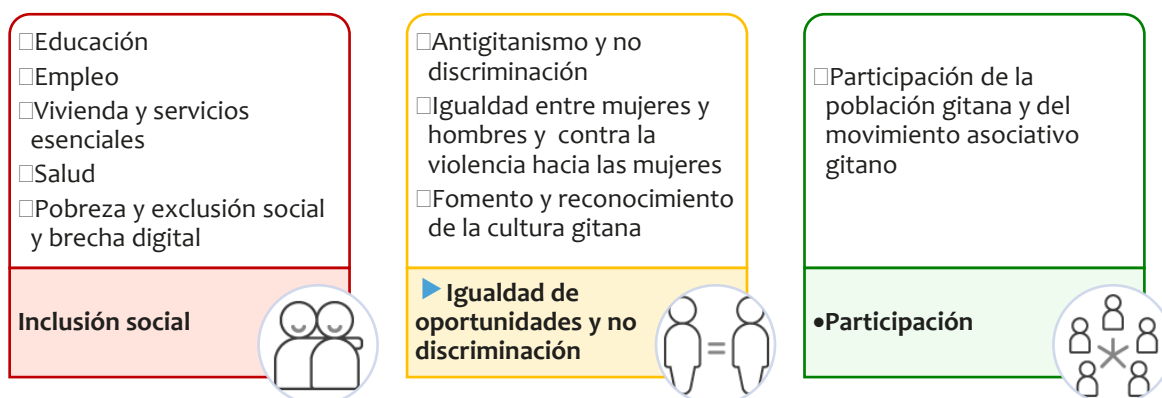 □Educación
□Empleo
□Vivienda y servicios
esenciales
□Salud
□Pobreza y exclusión social
y brecha digital
Inclusión social
□Antigitanismo y no
discriminación
□Igualdad entre mujeres y
hombres y contra la
violencia hacia las mujeres
□Fomento y reconocimiento
de la cultura gitana
▶Igualdad de
oportunidades y no
discriminación
□Participación de la
población gitana y del
movimiento asociativo
gitano
•Participación